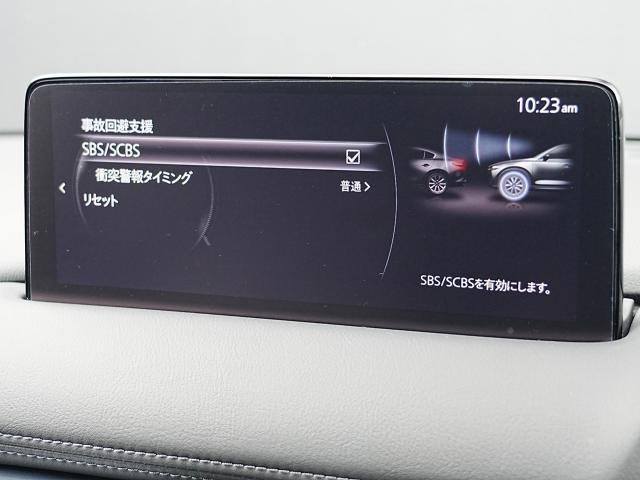 10:23am
事故回避支援
SBS/SCBS
衝突警報タイミング 普通
リセット
SBS/SCBSを有効にします。